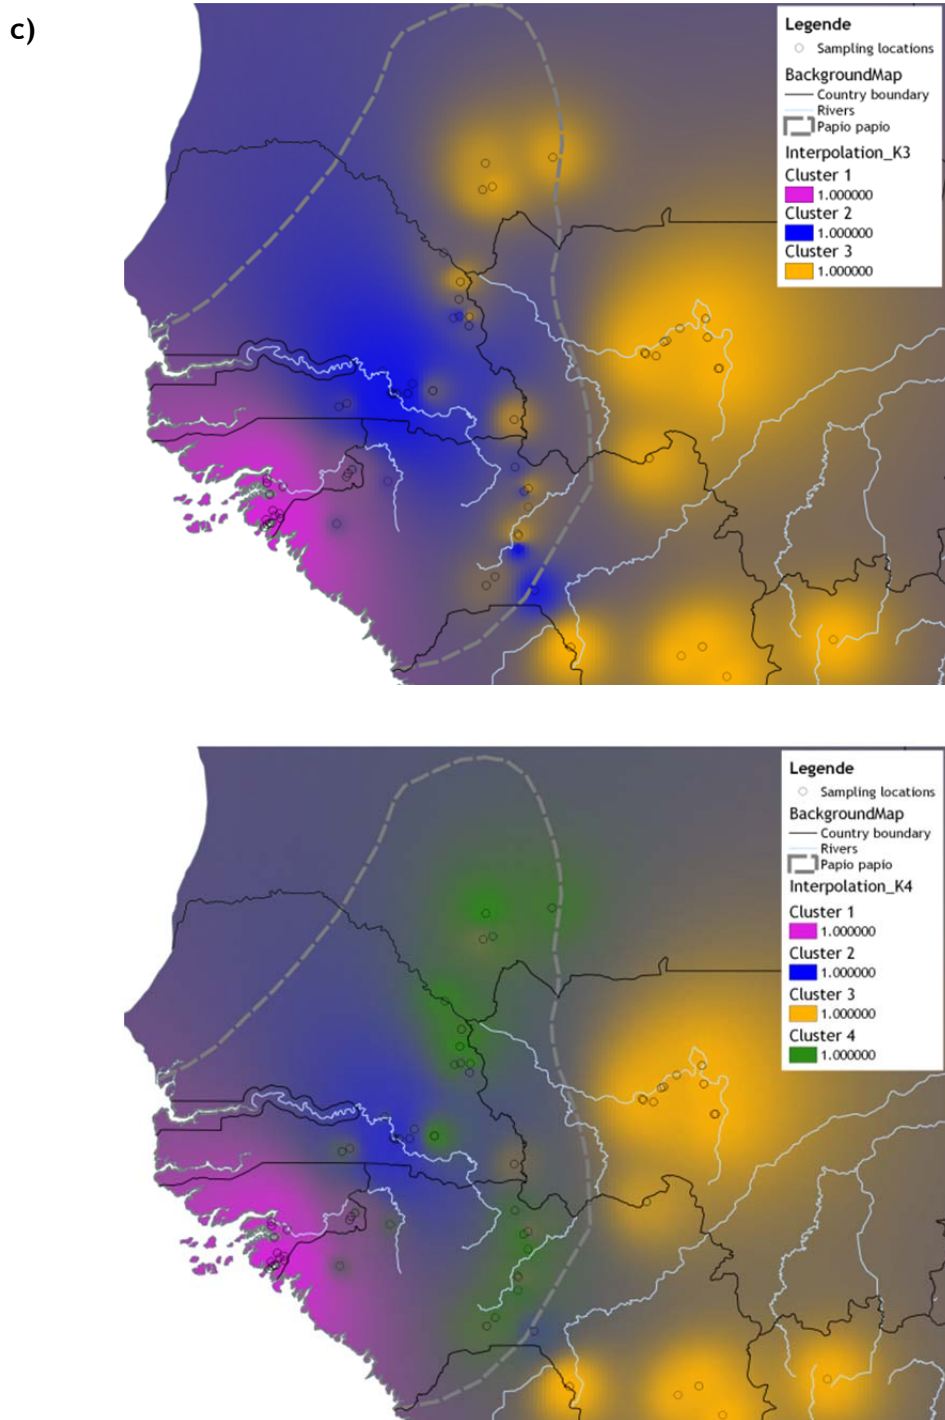 c)
Legende
Sampling locations
BackgroundMap
Country boundary
Rivers
Papio papio
Interpolation_K3
Cluster 1
1.000000
Cluster 2
1.000000
Cluster 3
1.000000
Legende
Sampling locations
BackgroundMap
Country boundary
Rivers
Papio papio
Interpolation_K4
Cluster 1
1.000000
Cluster 2
1.000000
Cluster 3
1.000000
Cluster 4
1.000000